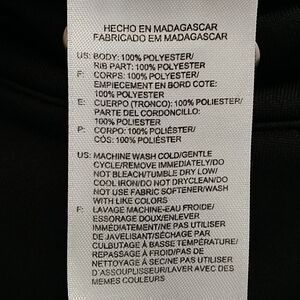 HECHO EN MADAGASCAR
FABRICADO EM MADAGASCAR
US: BODY: 100% POLYESTER/
RIB PART: 100% POLYESTER
F: CORPS: 100% POLYESTER/
EMPIECEMENT EN BORD COTE:
100% POLYESTER
E: CUERPO (TRONCO): 100% POLIESTER/
PARTE DEL CORDONCILLO:
100% POLIESTER
P: CORPO: 100% POLIÉSTER/
CÓS: 100% POLIÉSTER
US: MACHINE WASH COLD/GENTLE
CYCLE/REMOVE IMMEDIATELY/DO
NOT BLEACH/TUMBLE DRY LOW/
COOL IRON/DO NOT DRYCLEAN/DO
NOT USE FABRIC SOFTENER/WASH
WITH LIKE COLORS
F: LAVAGE MACHINE-EAU FROIDE/
ESSORAGE DOUX/ENLEVER
IMMÉDIATEMENT/NE PAS UTILISER
DE JAVELISANT/SÉCHAGE PAR
CULBUTAGE À BASSE TEMPÉRATURE/
REPASSAGE À FROID/PAS DE
NETTOYAGE À SEC/NE PAS UTILISER
D'ASSOUPLISSEUR/LAVER AVEC DES
MEMES COULEURS